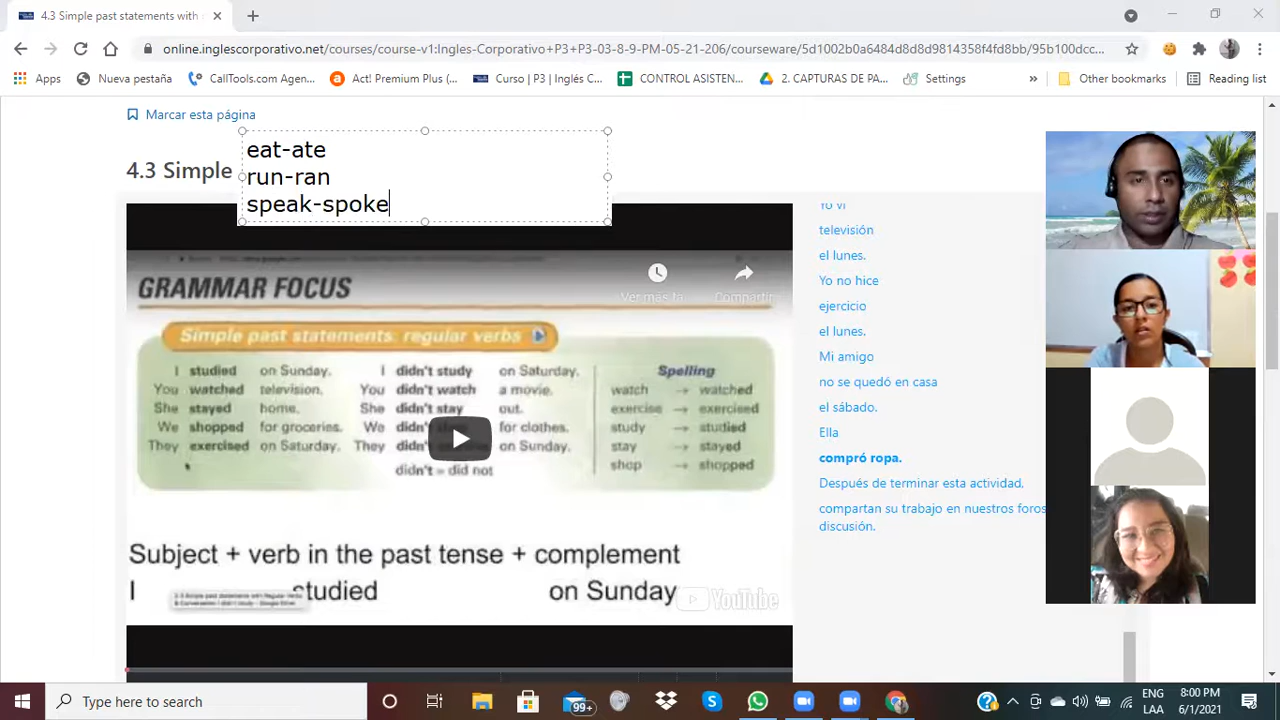 4.3 Simple past statements with
online.inglescorporativo.net/courses/course-v1:Ingles-Corporativo+P3+P3-03-8-9-PM-05-21-206/courseware/5d1002b0a6484d8d8d9814358f4fd8bb/95b100dcc...
Apps Nueva pestaña CallTools.com Agen... Act! Premium Plus (... Curso | P3 | Inglés C... CONTROL ASISTEN... 2. CAPTURAS DE PA... Settings » Other bookmarks Reading list
Marcar esta página
4.3 Simple
eat-ate
run-ran
speak-spoke
GRAMMAR FOCUS
Ver más ta Compartir
Simple past statements: regular verbs
I studied on Sunday. I didn't study on Saturday. Spelling
You watched television. You didn't watch a movie. watch → watched
She stayed home. She didn't stay out. exercise → exercised
We shopped for groceries. We didn't for clothes. study → studied
They exercised on Saturday. They didn't on Sunday. stay → stayed
didn't = did not shop → shopped
Subject + verb in the past tense + complement
I studied on Sunday
YouTube
Yo vi
televisión
el lunes.
Yo no hice
ejercicio
el lunes.
Mi amigo
no se quedó en casa
el sábado.
Ella
compró ropa.
Después de terminar esta actividad,
compartan su trabajo en nuestros foros
discusión.
Type here to search
99+
ENG
LAA
8:00 PM
6/1/2021